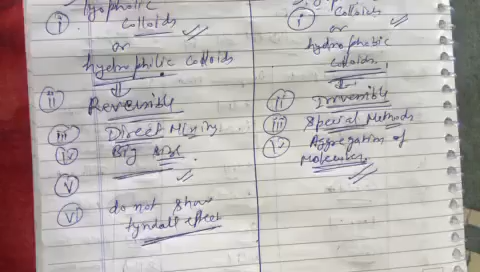 lyophilic
(i) colloids
or
hydrophilic colloids
(ii) Reversible
(iii) Direct Mixing
(iv) Big size.
(v)
(vi) do not show
tyndall effect
(i) colloids
or
hydrophobic
colloids.
(ii) Irreversible
(iii) Special Methods
(iv) Aggregation of
Molecules